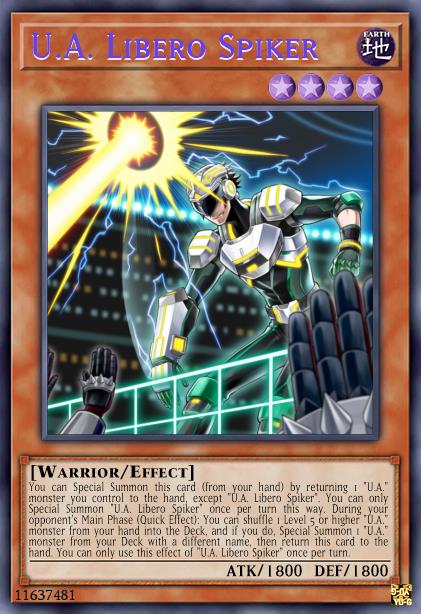 U.A. Libero Spiker
EARTH
地
[Warrior/Effect]
You can Special Summon this card (from your hand) by returning 1 "U.A."
monster you control to the hand, except "U.A. Libero Spiker". You can only
Special Summon "U.A. Libero Spiker" once per turn this way. During your
opponent's Main Phase (Quick Effect): You can shuffle 1 Level 5 or higher "U.A."
monster from your hand into the Deck, and if you do, Special Summon 1 "U.A."
monster from your Deck with a different name, then return this card to the
hand. You can only use this effect of "U.A. Libero Spiker" once per turn.
ATK/1800 DEF/1800
11637481